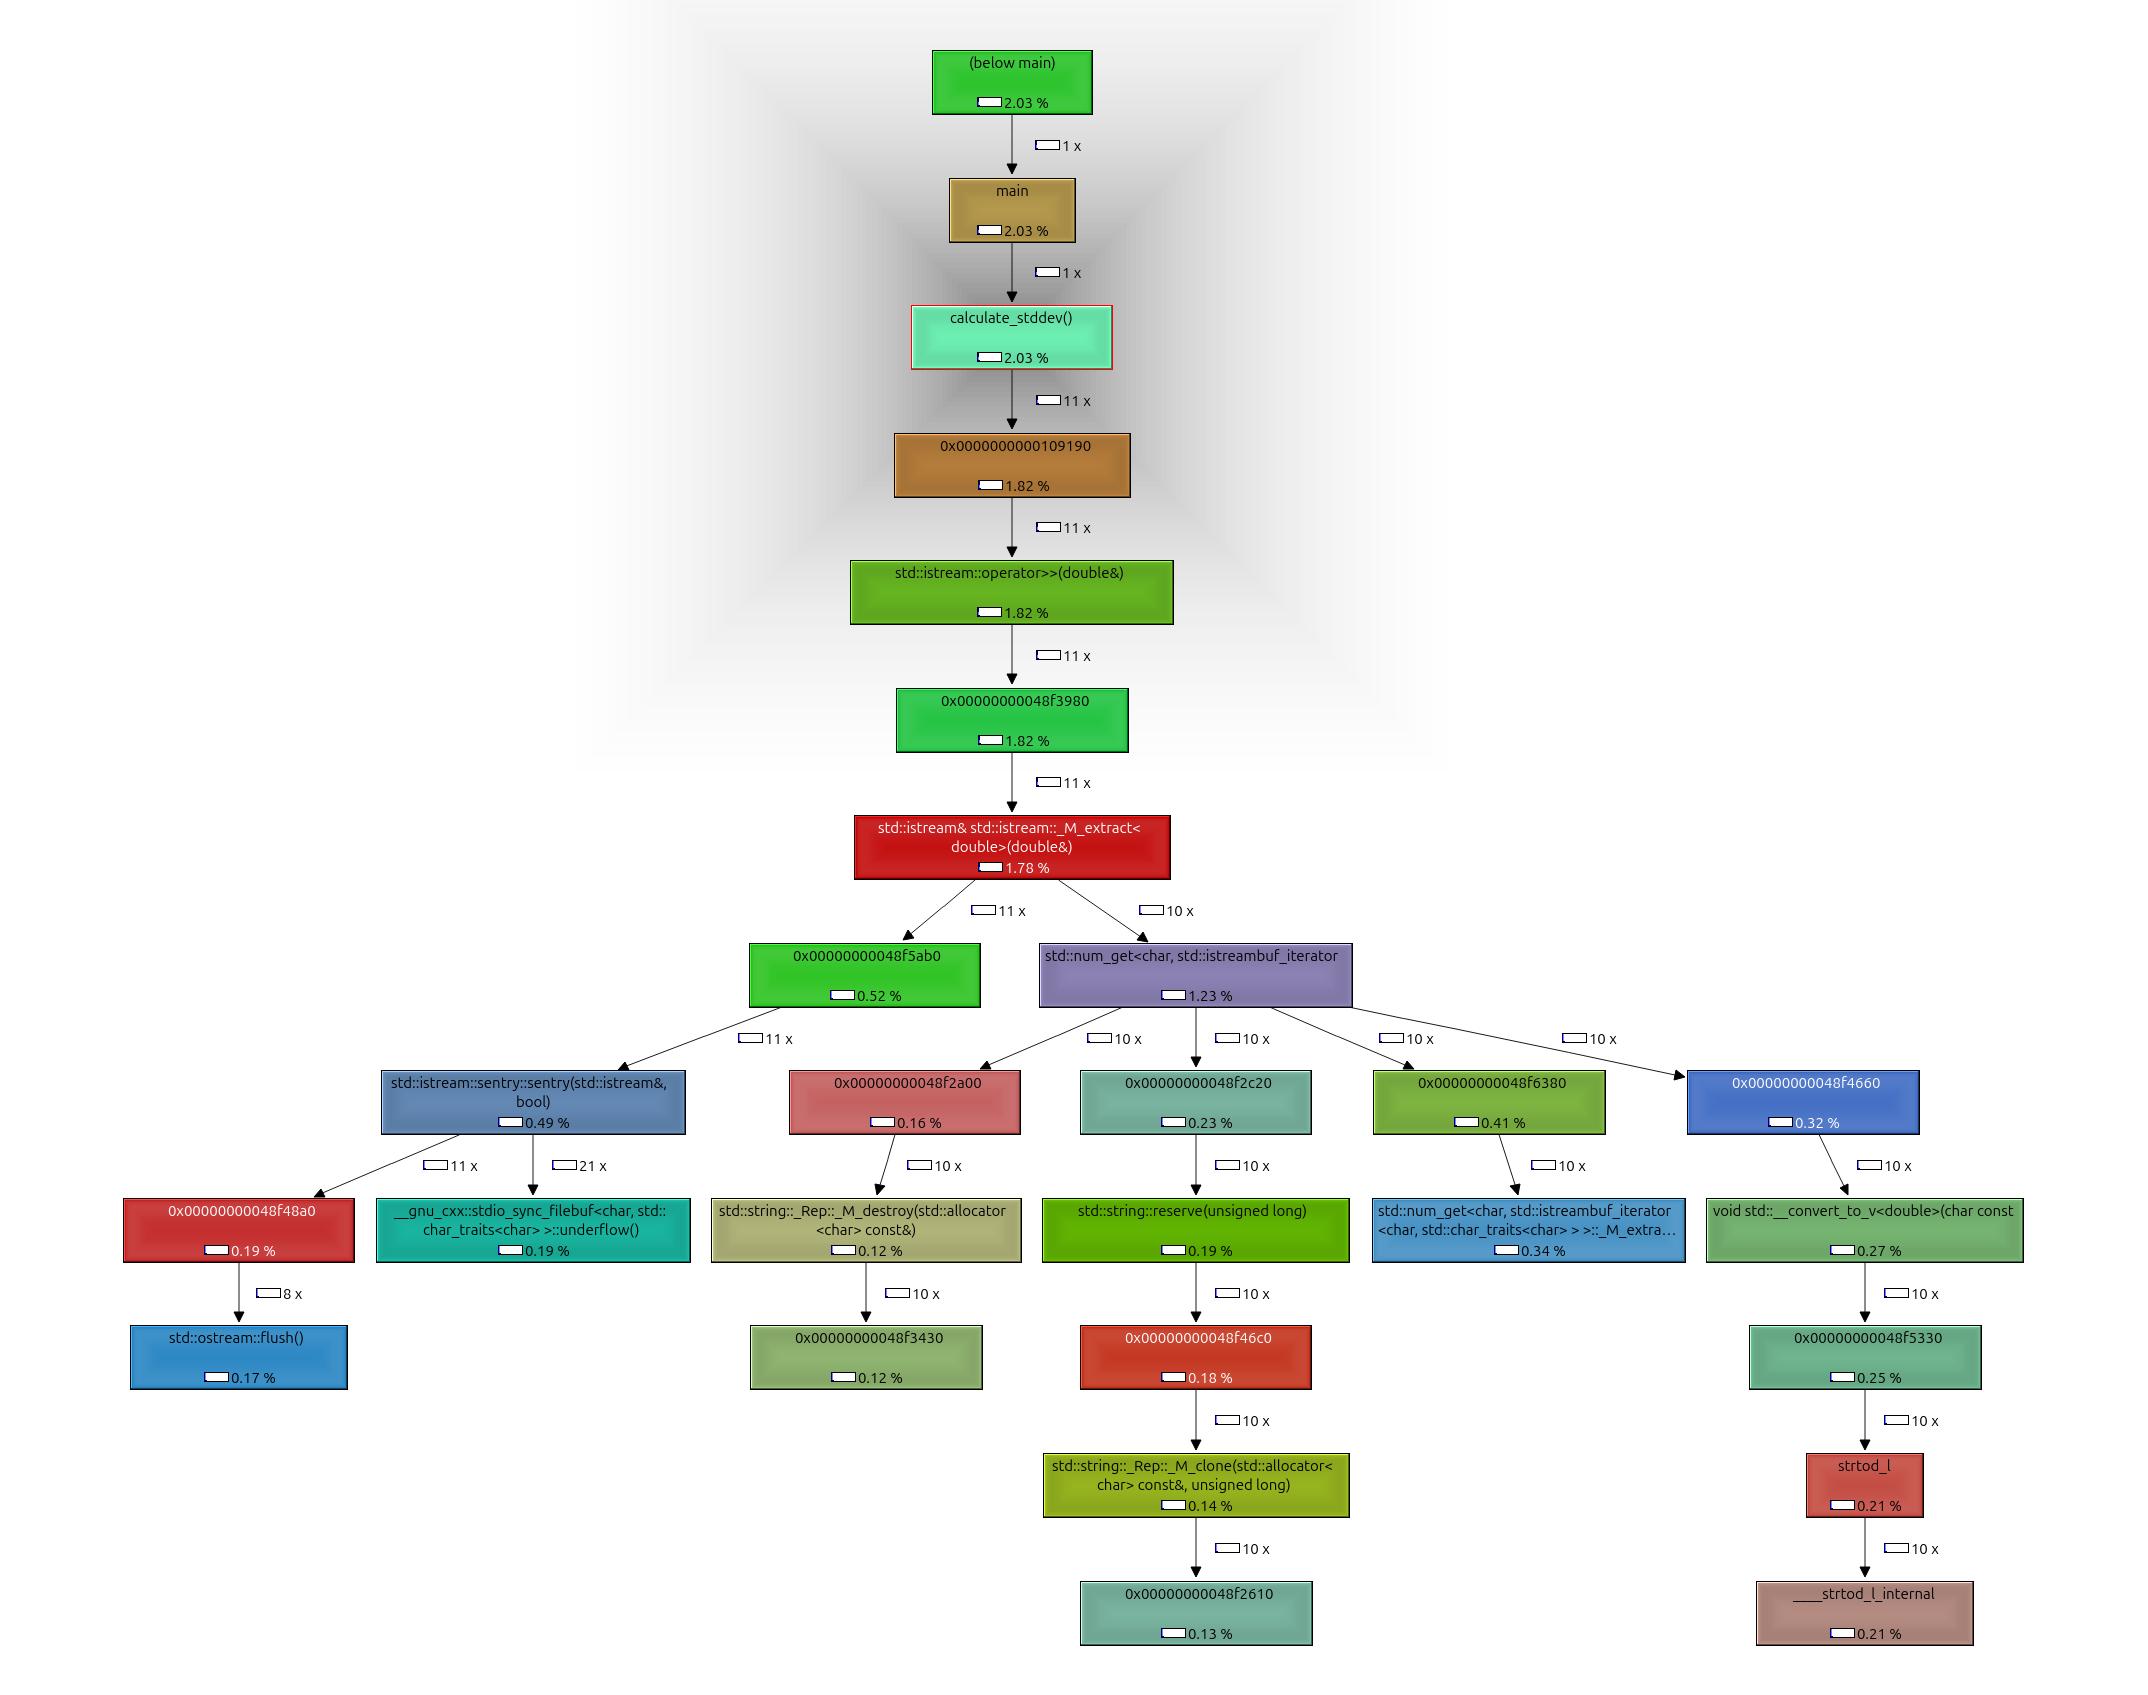 (below main)
2.03 %
1 x
main
2.03 %
1 x
calculate_stddev()
2.03 %
11 x
0x0000000000109190
1.82 %
11 x
std::istream::operator>>(double&)
1.82 %
11 x
0x00000000048f3980
1.82 %
11 x
std::istream& std::istream::_M_extract<
double>(double&)
1.78 %
11 x
10 x
0x00000000048f5ab0
0.52 %
std::num_get<char, std::istreambuf_iterator
1.23 %
11 x
10 x
10 x
10 x
10 x
std::istream::sentry::sentry(std::istream&,
bool)
0.49 %
0x00000000048f2a00
0.16 %
0x00000000048f2c20
0.23 %
0x00000000048f6380
0.41 %
0x00000000048f4660
0.32 %
11 x
21 x
10 x
10 x
10 x
10 x
0x00000000048f48a0
0.19 %
__gnu_cxx::stdio_sync_filebuf<char, std::
char_traits<char> >::underflow()
0.19 %
std::string::_Rep::_M_destroy(std::allocator
<char> const&)
0.12 %
std::string::reserve(unsigned long)
0.19 %
std::num_get<char, std::istreambuf_iterator
<char, std::char_traits<char> > >::_M_extra...
0.34 %
void std::__convert_to_v<double>(char const
0.27 %
8 x
10 x
10 x
10 x
std::ostream::flush()
0.17 %
0x00000000048f3430
0.12 %
0x00000000048f46c0
0.18 %
0x00000000048f5330
0.25 %
10 x
10 x
std::string::_Rep::_M_clone(std::allocator<
char> const&, unsigned long)
0.14 %
strtod_l
0.21 %
10 x
10 x
0x00000000048f2610
0.13 %
____strtod_l_internal
0.21 %